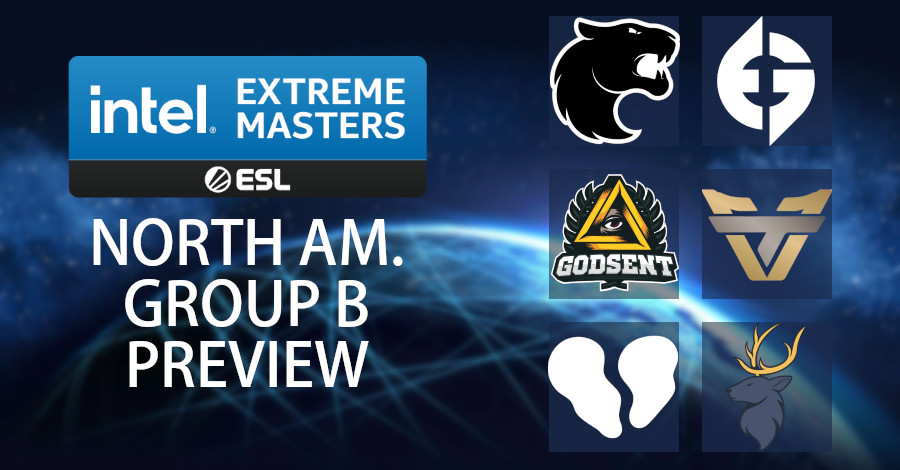 intel.
EXTREME
MASTERS
ESL
NORTH AM.
GROUP B
PREVIEW
GODSENT